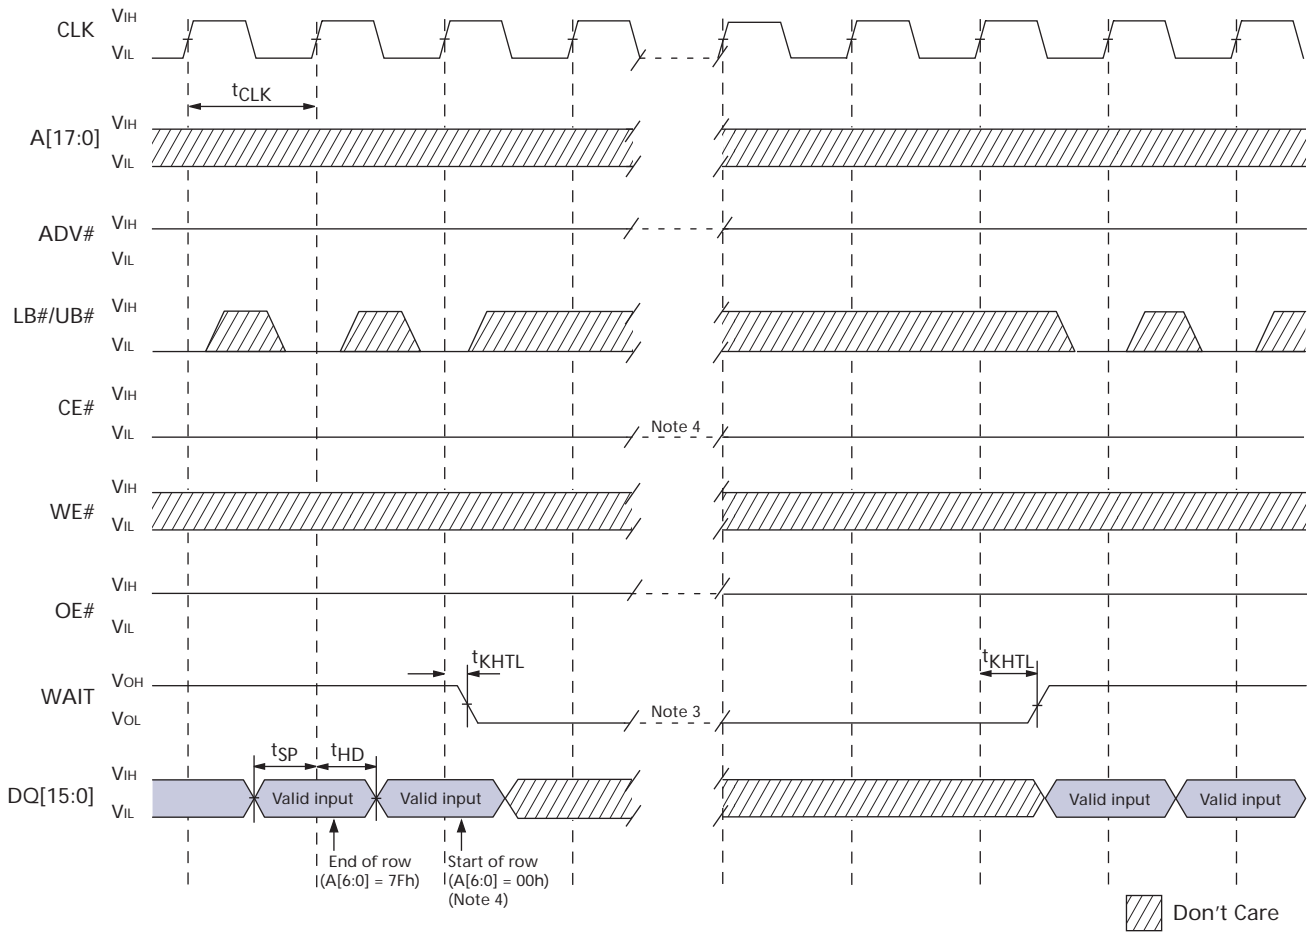 CLK
VIH
VIL
tCLK
A[17:0]
VIH
VIL
ADV#
VIH
VIL
LB#/UB#
VIH
VIL
CE#
VIH
VIL
Note 4
WE#
VIH
VIL
OE#
VIH
VIL
WAIT
VOH
VOL
tKHTL
tKHTL
Note 3
DQ[15:0]
VIH
VIL
tSP
tHD
Valid input
Valid input
Valid input
Valid input
End of row
(A[6:0] = 7Fh)
Start of row
(A[6:0] = 00h)
(Note 4)
Don't Care